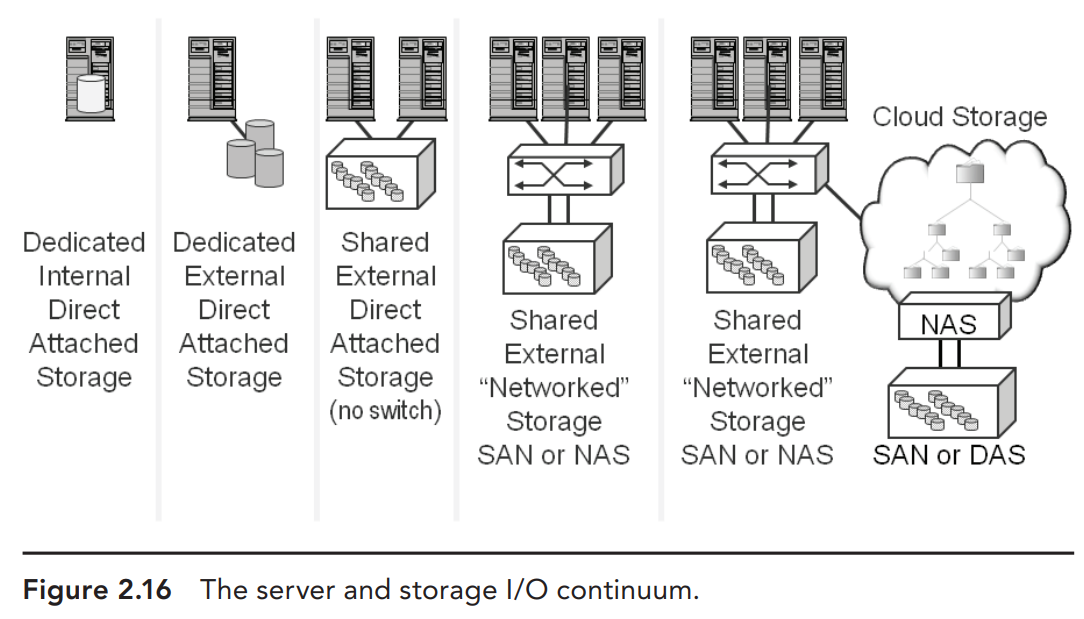 Cloud Storage
Dedicated
Internal
Direct
Attached
Storage
Dedicated
External
Direct
Attached
Storage
Shared
External
Direct
Attached
Storage
(no switch)
Shared
External
“Networked”
Storage
SAN or NAS
Shared
External
“Networked”
Storage
SAN or NAS
NAS
SAN or DAS
Figure 2.16 The server and storage I/O continuum.